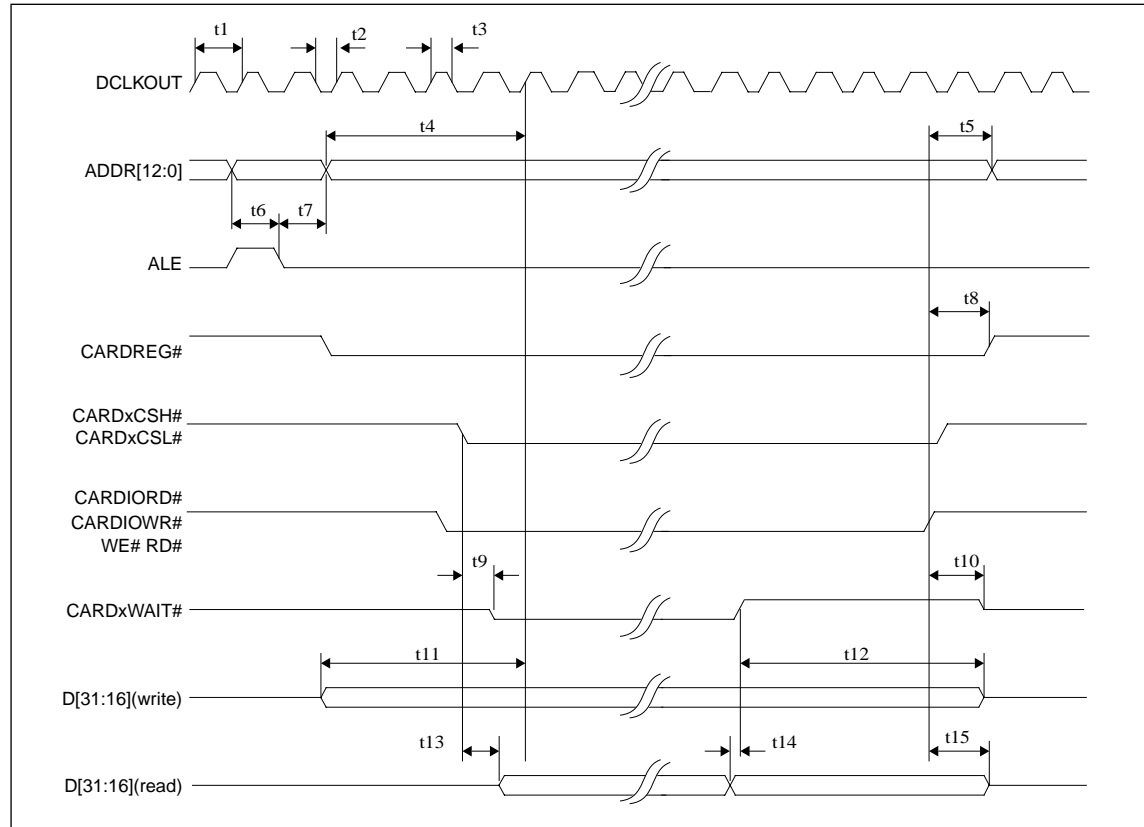 t1
t2
t3
DCLKOUT
t4
t5
ADDR[12:0]
t6
t7
ALE
t8
CARDREG#
CARDxCSH#
CARDxCSL#
CARDIORD#
CARDIOWR#
WE# RD#
t9
t10
CARDxWAIT#
t11
t12
D[31:16](write)
t13
t14
t15
D[31:16](read)